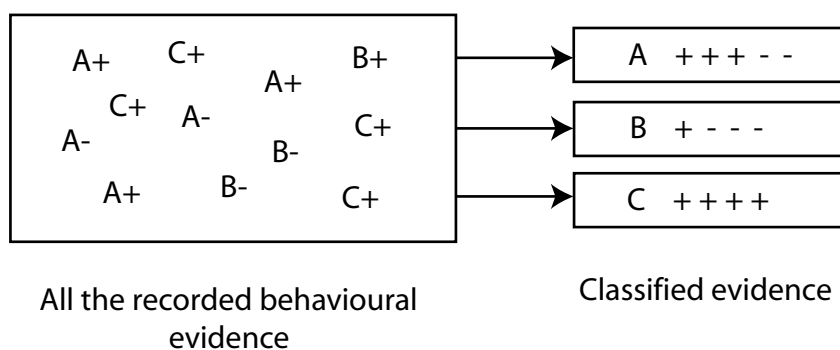 A+ C+ B+
A+
C+ A- C+
A- B-
A+ B- C+
A + + + - -
B + - - -
C + + + +
All the recorded behavioural
evidence
Classified evidence